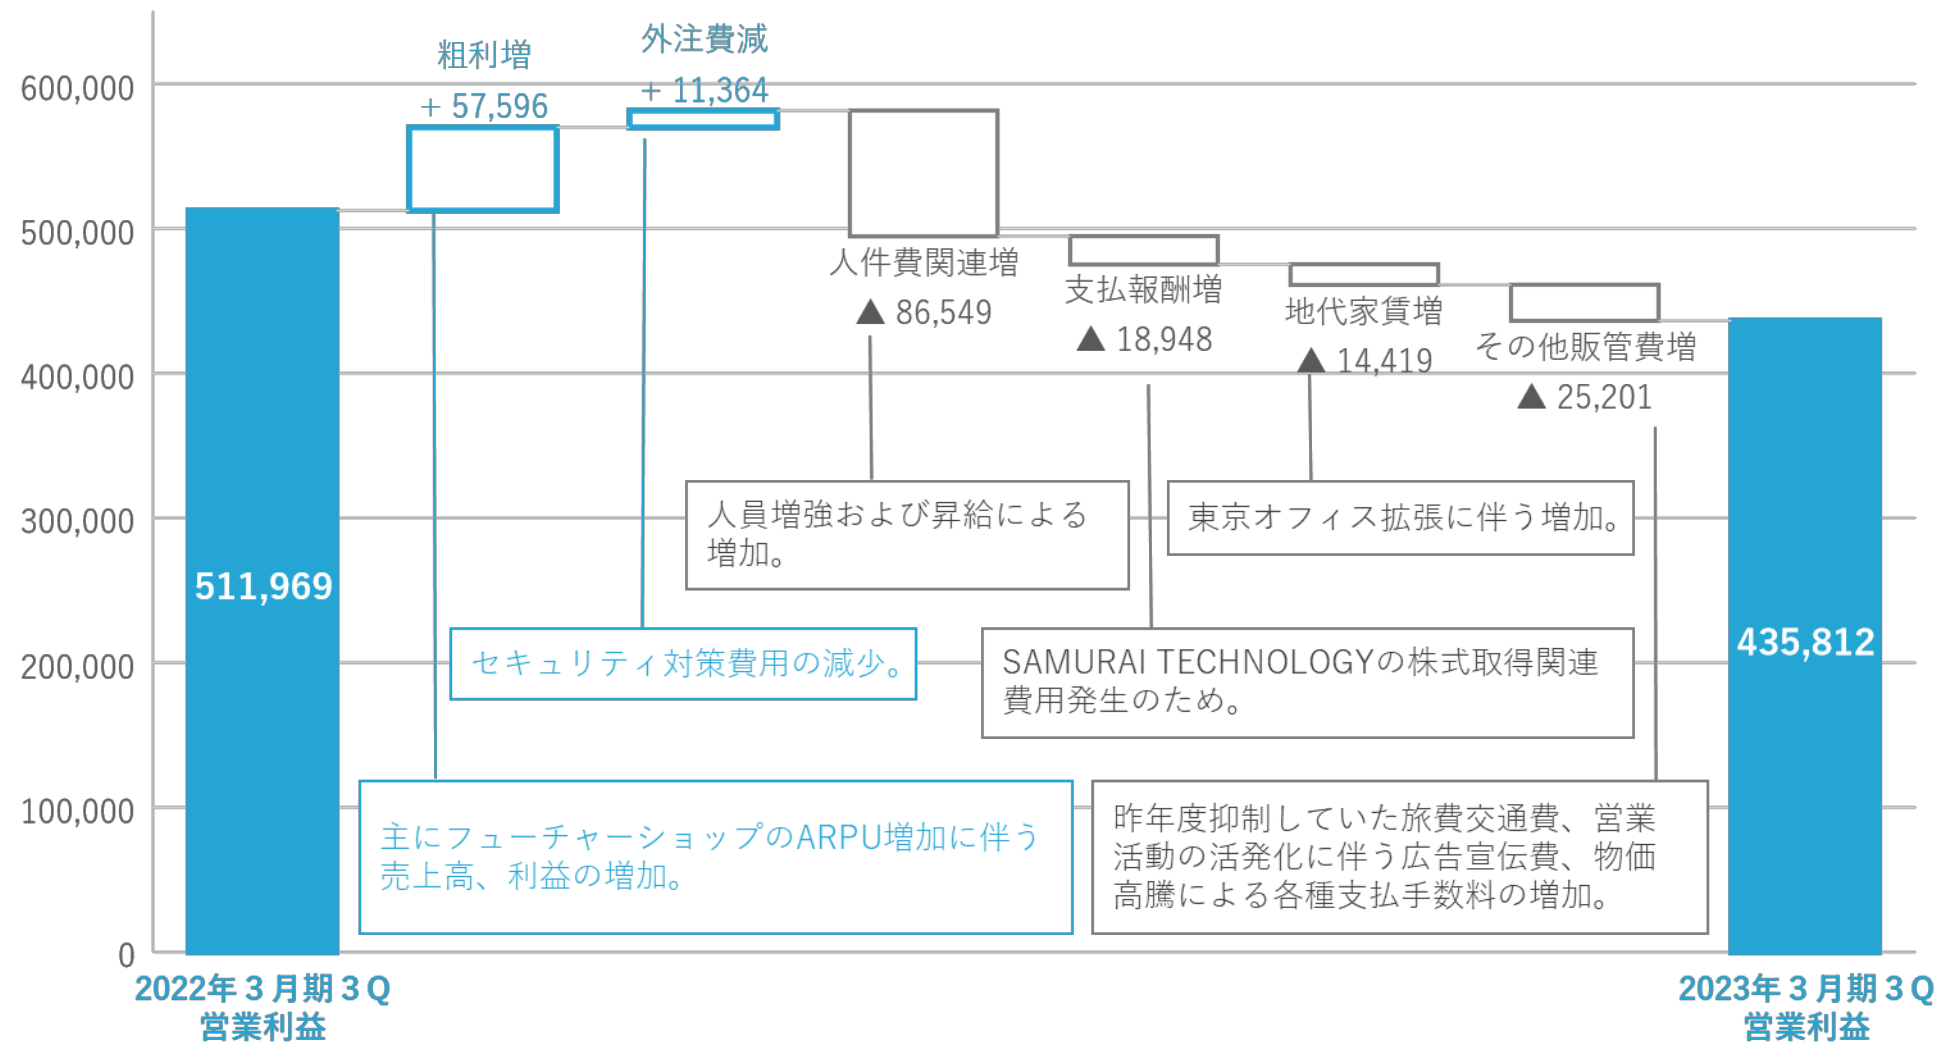 粗利増
+ 57,596
外注費減
+ 11,364
600,000
500,000
400,000
300,000
200,000
100,000
0
人件費関連増
▲ 86,549
支払報酬増
▲ 18,948
地代家賃増
▲ 14,419
その他販管費増
▲ 25,201
511,969
435,812
人員増強および昇給による
増加。
東京オフィス拡張に伴う増加。
セキュリティ対策費用の減少。
SAMURAI TECHNOLOGYの株式取得関連
費用発生のため。
主にフューチャーショップのARPU増加に伴う
売上高、利益の増加。
昨年度抑制していた旅費交通費、営業
活動の活発化に伴う広告宣伝費、物価
高騰による各種支払手数料の増加。
2022年３月期３Q
営業利益
2023年３月期３Q
営業利益